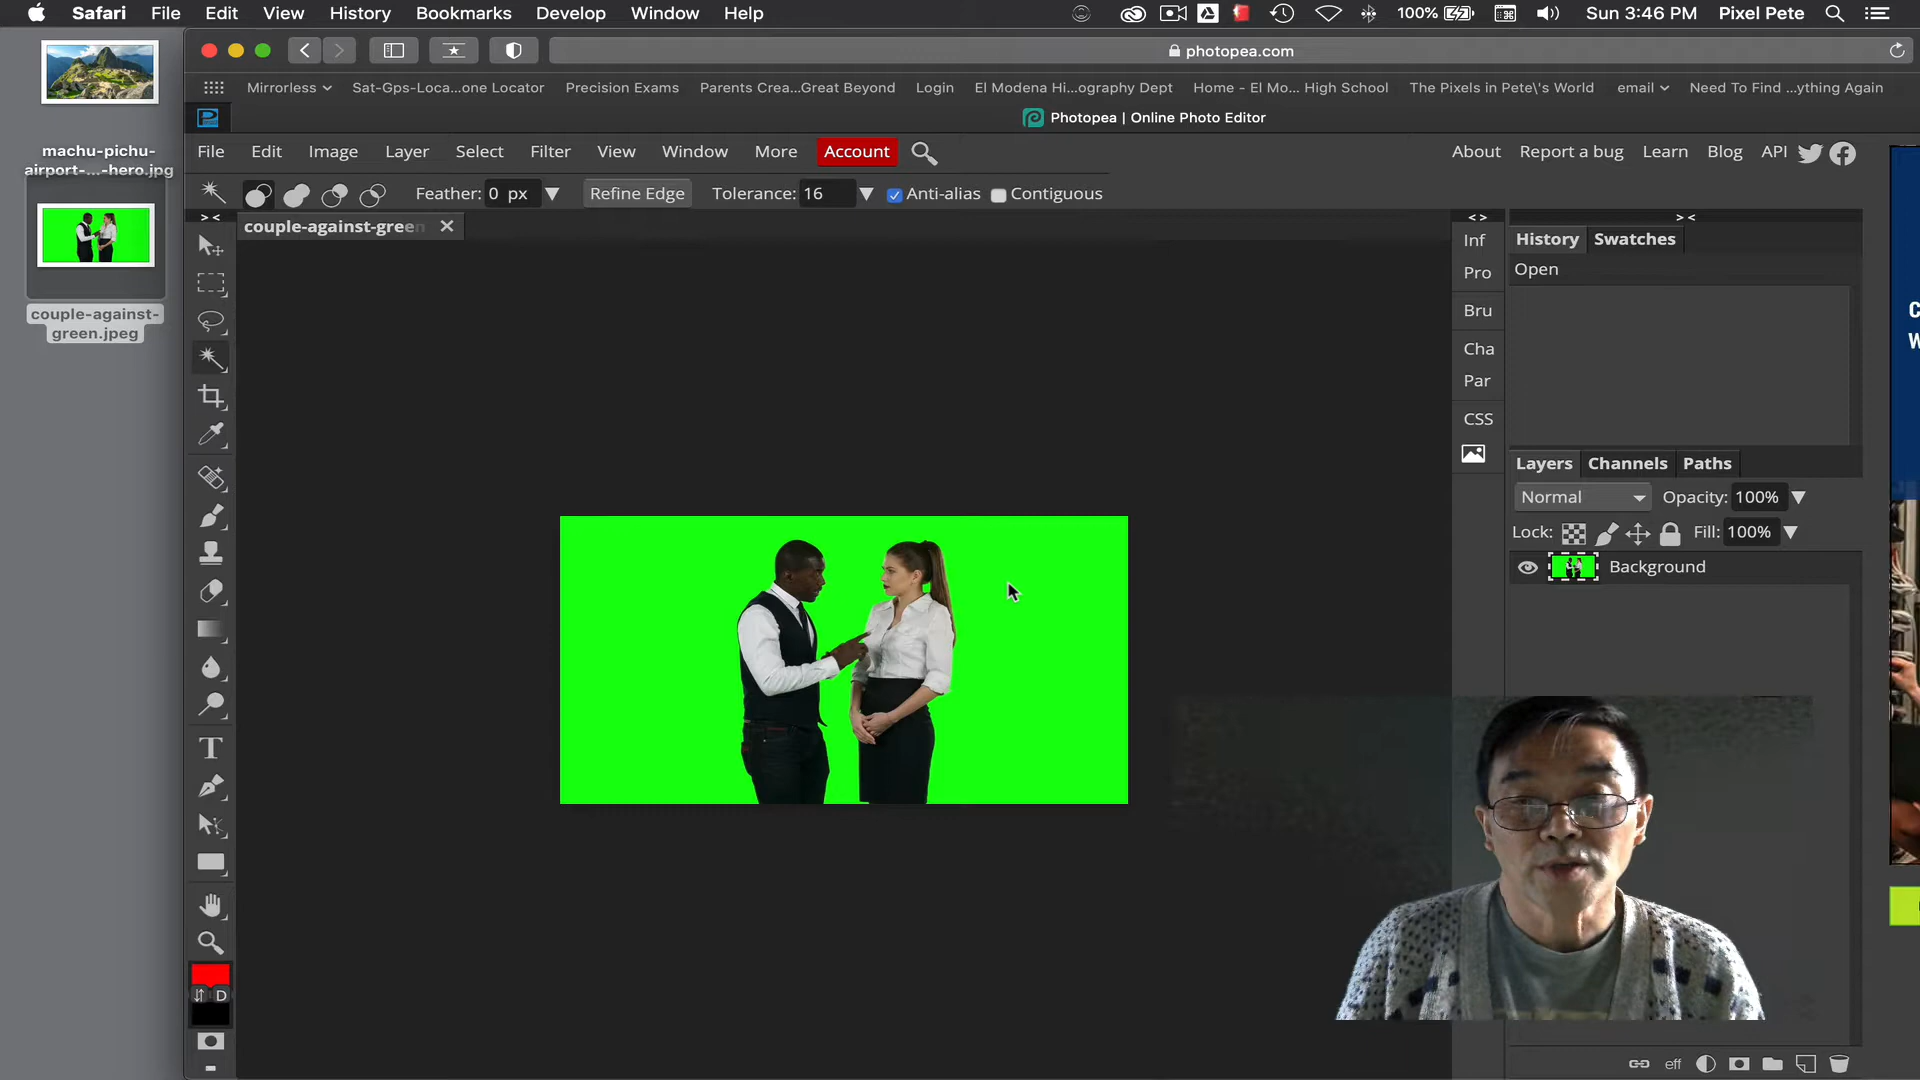 Safari File Edit View History Bookmarks Develop Window Help 100% Sun 3:46 PM Pixel Pete
photopea.com
Mirrorless Sat-Gps-Loca...one Locator Precision Exams Parents Crea...Great Beyond Login El Modena Hi...ography Dept Home - El Mo... High School The Pixels in Pete\'s World email Need To Find ...ything Again
Photopea | Online Photo Editor
machu-pichu-
airport-...-hero.jpg
couple-against-
green.jpeg
File Edit Image Layer Select Filter View Window More Account About Report a bug Learn Blog API
Feather: 0 px Refine Edge Tolerance: 16 Anti-alias Contiguous
> < < > > <
couple-against-green
Inf
Pro
Bru
Cha
Par
CSS
History Swatches
Open
Layers Channels Paths
Normal Opacity: 100%
Lock: Fill: 100%
Background
T
D
eff
C
W